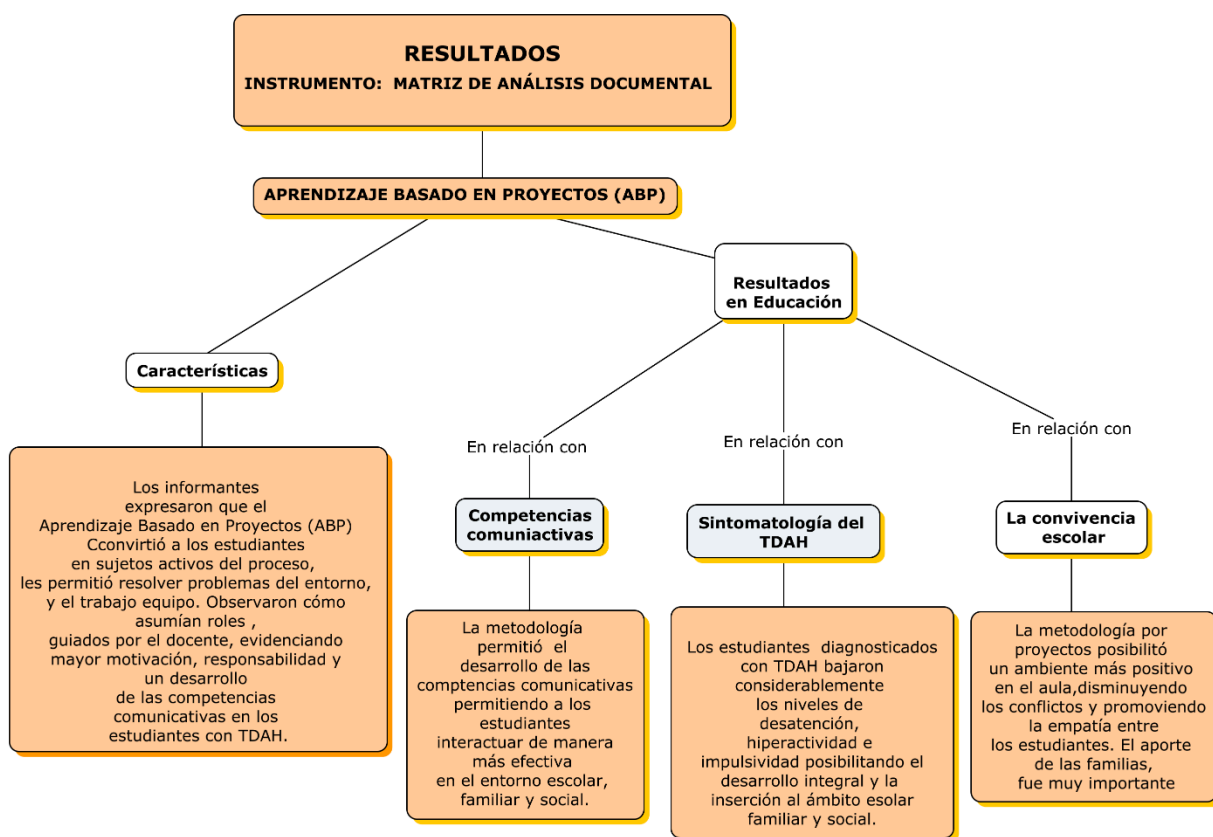 RESULTADOS
INSTRUMENTO: MATRIZ DE ANÁLISIS DOCUMENTAL
APRENDIZAJE BASADO EN PROYECTOS (ABP)
Resultados
en Educación
Características
En relación con
En relación con
En relación con
Los informantes
expresaron que el
Aprendizaje Basado en Proyectos (ABP)
Cconvirtió a los estudiantes
en sujetos activos del proceso,
les permitió resolver problemas del entorno,
y el trabajo equipo. Observaron cómo
asumían roles ,
guiados por el docente, evidenciando
mayor motivación, responsabilidad y
un desarrollo
de las competencias
comunicativas en los
estudiantes con TDAH.
Competencias
comuniactivas
La metodología
permitió el
desarrollo de las
comptencias comunicativas
permitiendo a los
estudiantes
interactuar de manera
más efectiva
en el entorno escolar,
familiar y social.
Sintomatología del
TDAH
Los estudiantes diagnosticados
con TDAH bajaron
considerablemente
los niveles de
desatención,
hiperactividad e
impulsividad posibilitando el
desarrollo integral y la
inserción al ámbito esolar
familiar y social.
La convivencia
escolar
La metodología por
proyectos posibilitó
un ambiente más positivo
en el aula,disminuyendo
los conflictos y promoviendo
la empatía entre
los estudiantes. El aporte
de las familias,
fue muy importante